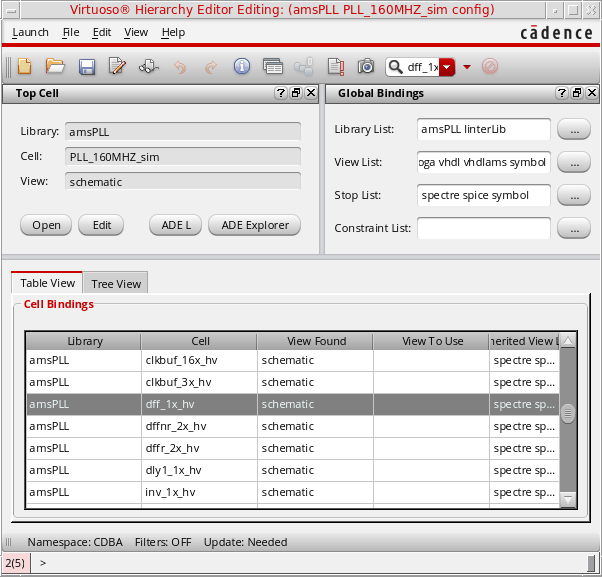 Virtuoso® Hierarchy Editor Editing: (amsPLL PLL_160MHZ_sim config)
Launch File Edit View Help
cādence
dff_1x
Top Cell
Global Bindings
Library: amsPLL
Cell: PLL_160MHZ_sim
View: schematic
Open Edit ADE L ADE Explorer
Library List: amsPLL linterLib ...
View List: oga vhdl vhdlams symbol ...
Stop List: spectre spice symbol ...
Constraint List: ...
Table View Tree View
Cell Bindings
Library Cell View Found View To Use herited View L
amsPLL clkbuf_16x_hv schematic spectre sp...
amsPLL clkbuf_3x_hv schematic spectre sp...
amsPLL dff_1x_hv schematic spectre sp...
amsPLL dffnr_2x_hv schematic spectre sp...
amsPLL dffr_2x_hv schematic spectre sp...
amsPLL dly1_1x_hv schematic spectre sp...
amsPLL inv_1x_hv schematic spectre sp...
Namespace: CDBA Filters: OFF Update: Needed
2(5) >